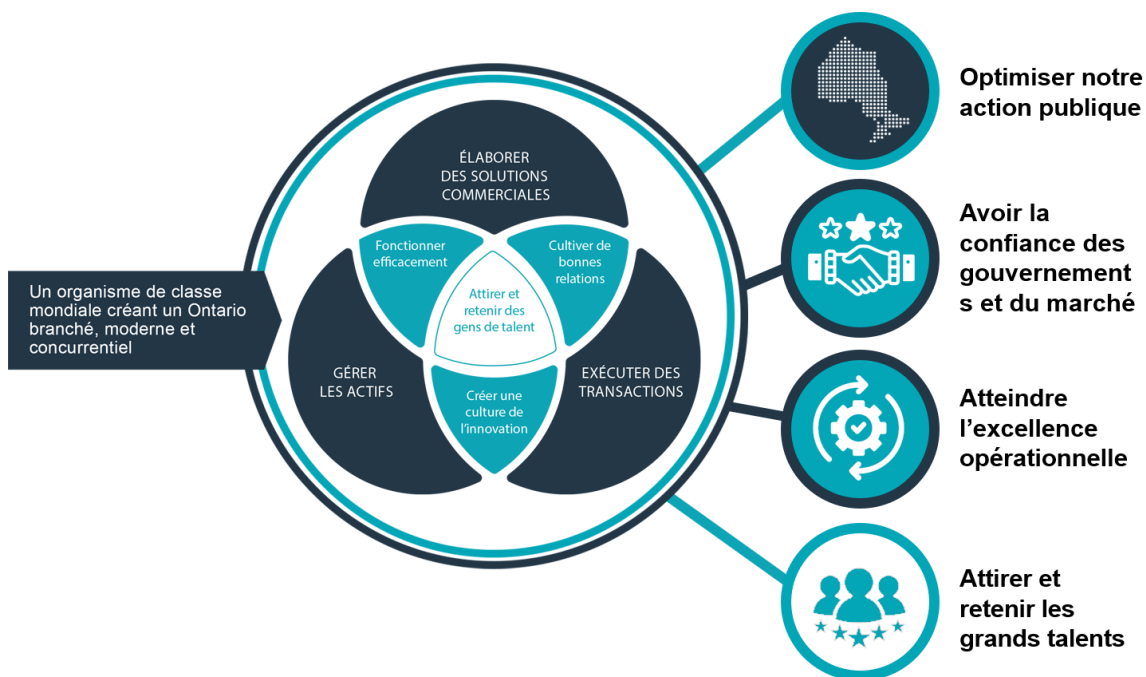 Un organisme de classe
mondiale créant un Ontario
branché, moderne et
concurrentiel
ÉLABORER
DES SOLUTIONS
COMMERCIALES
Fonctionner
efficacement
Cultiver de
bonnes
relations
Attirer et
retenir des
gens de talent
GÉRER
LES ACTIFS
EXÉCUTER DES
TRANSACTIONS
Créer une
culture de
l'innovation
Optimiser notre
action publique
Avoir la
confiance des
gouvernement
s et du marché
Atteindre
l'excellence
opérationnelle
Attirer et
retenir les
grands talents